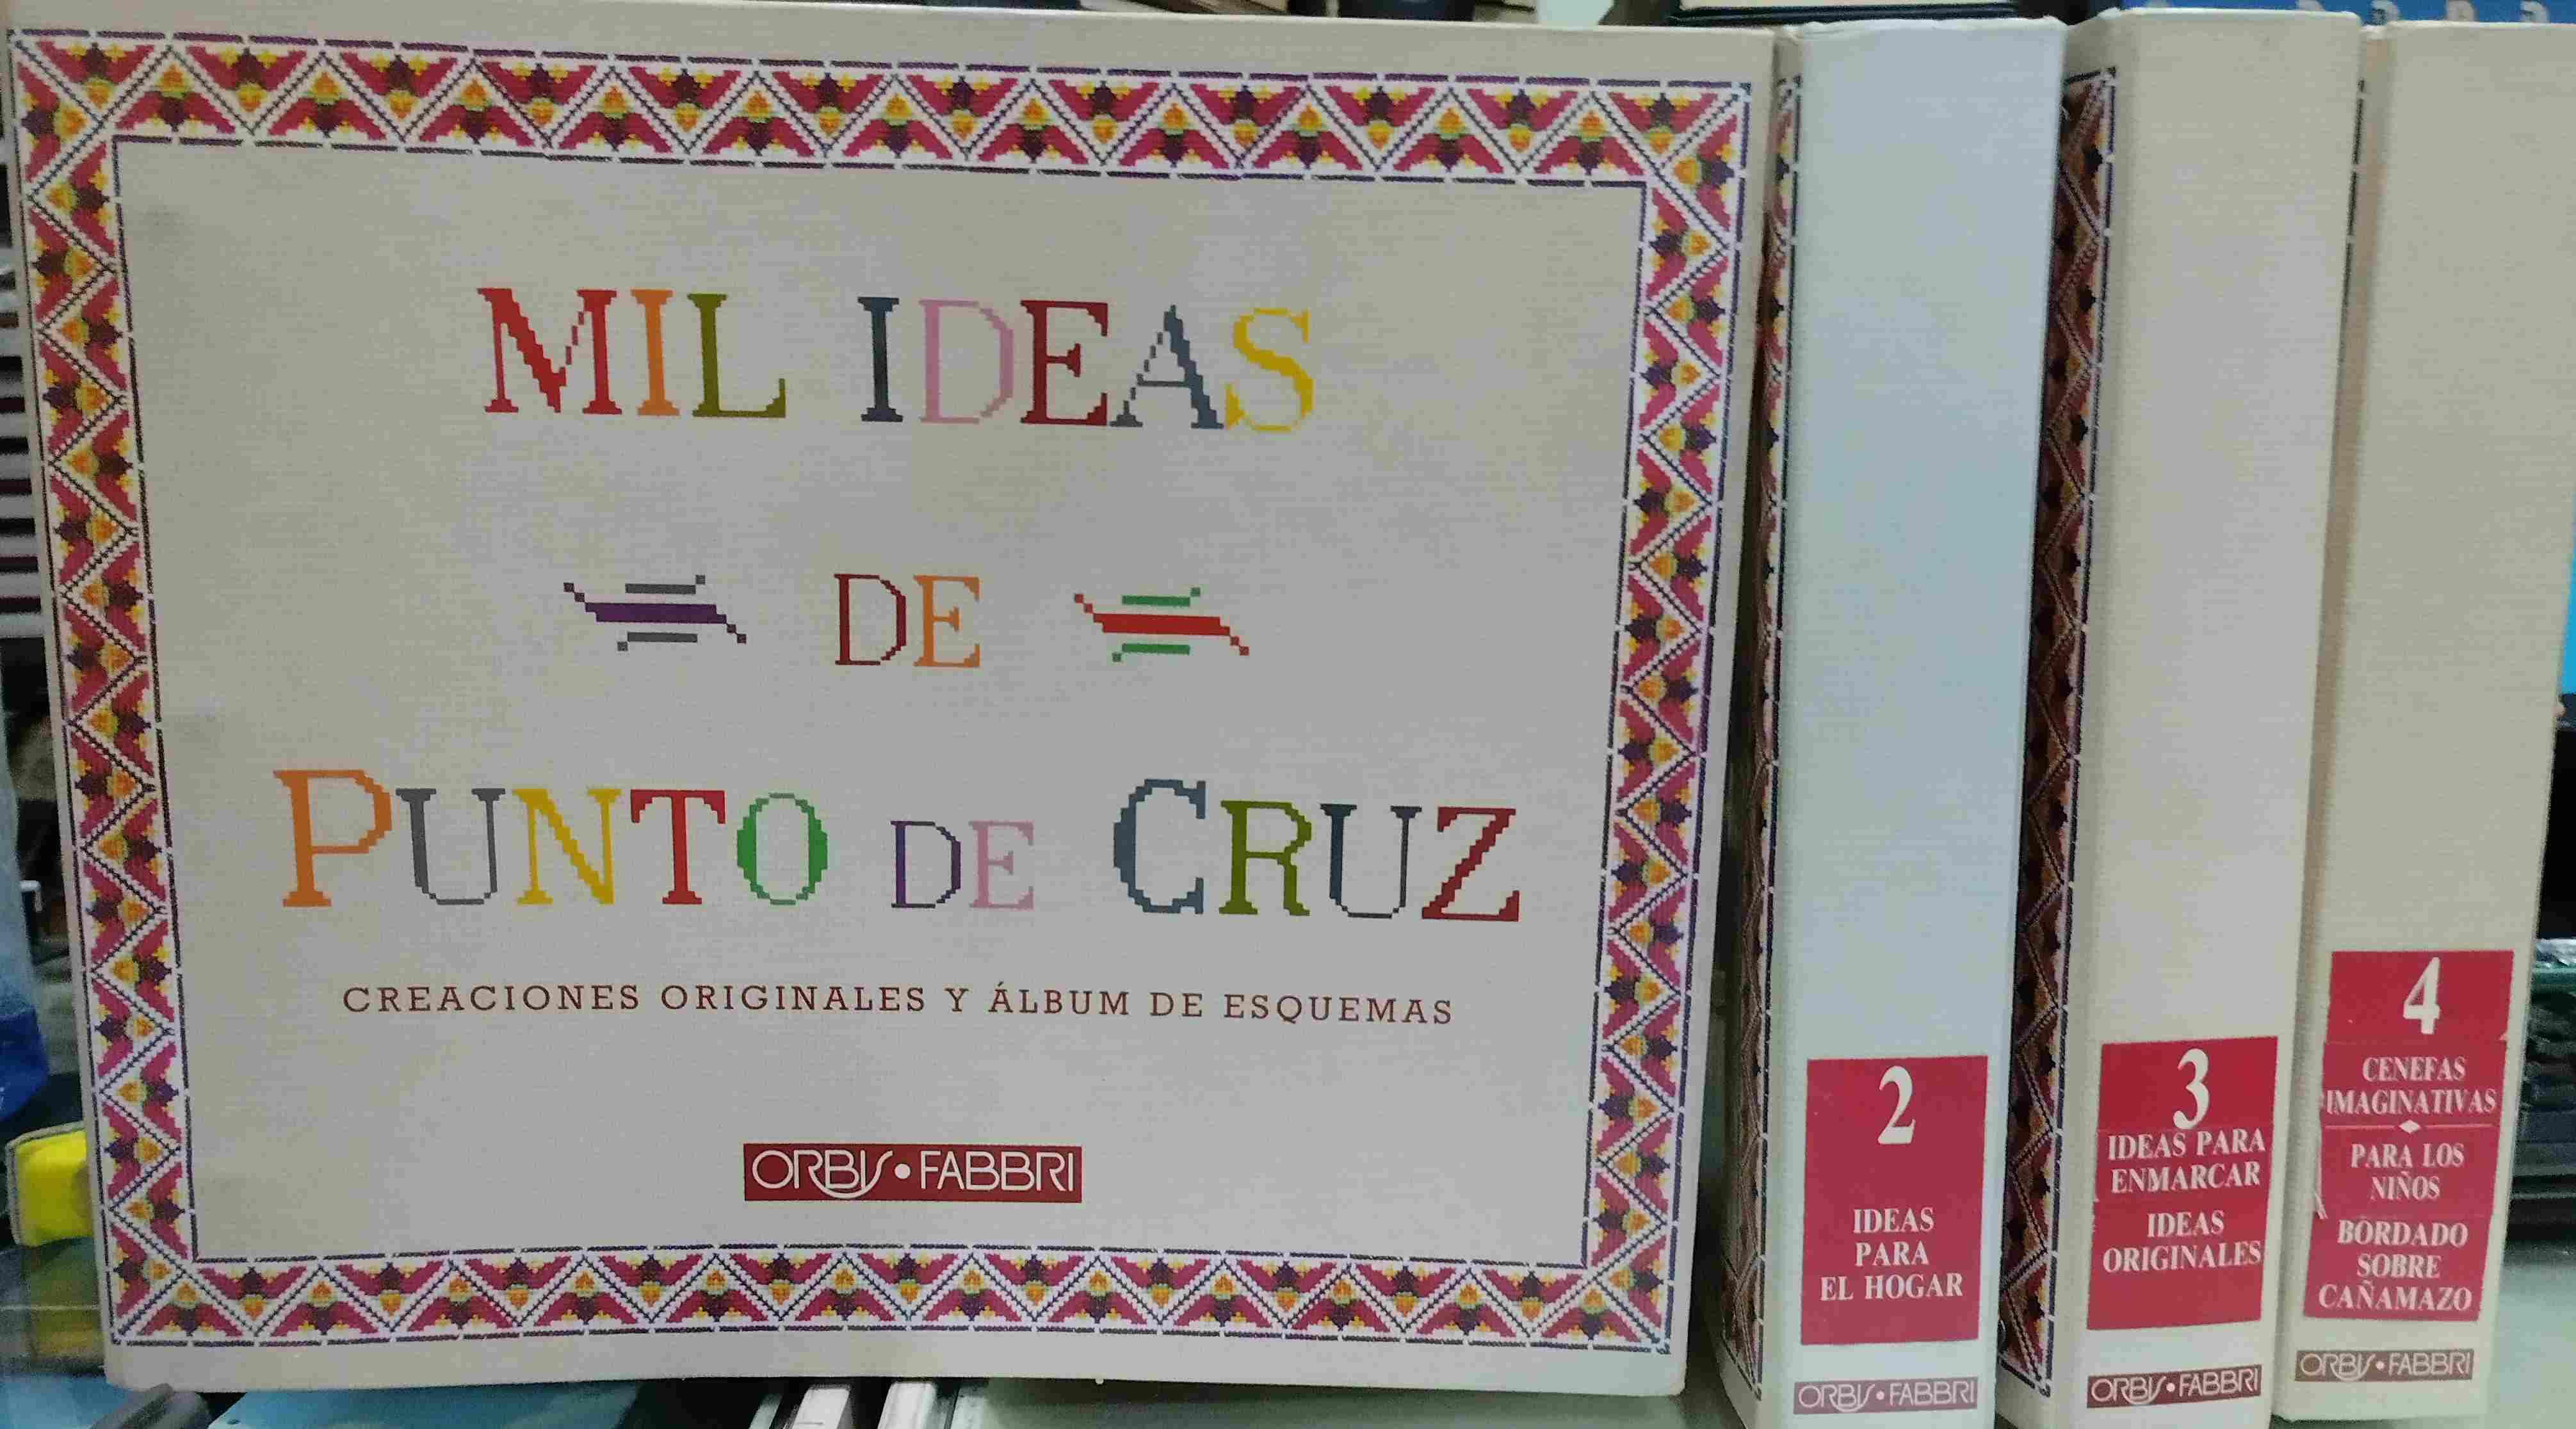 MIL IDEAS
DE
PUNTO DE CRUZ
CREACIONES ORIGINALES Y ÁLBUM DE ESQUEMAS
ORBIS•FABBRI
2
IDEAS
PARA
EL HOGAR
ORBIS•FABBRI
3
IDEAS PARA
ENMARCAR
IDEAS
ORIGINALES
ORBIS•FABBRI
4
CENEFAS
IMAGINATIVAS
PARA LOS
NIÑOS
BORDADO
SOBRE
CAÑAMAZO
ORBIS•FABBRI